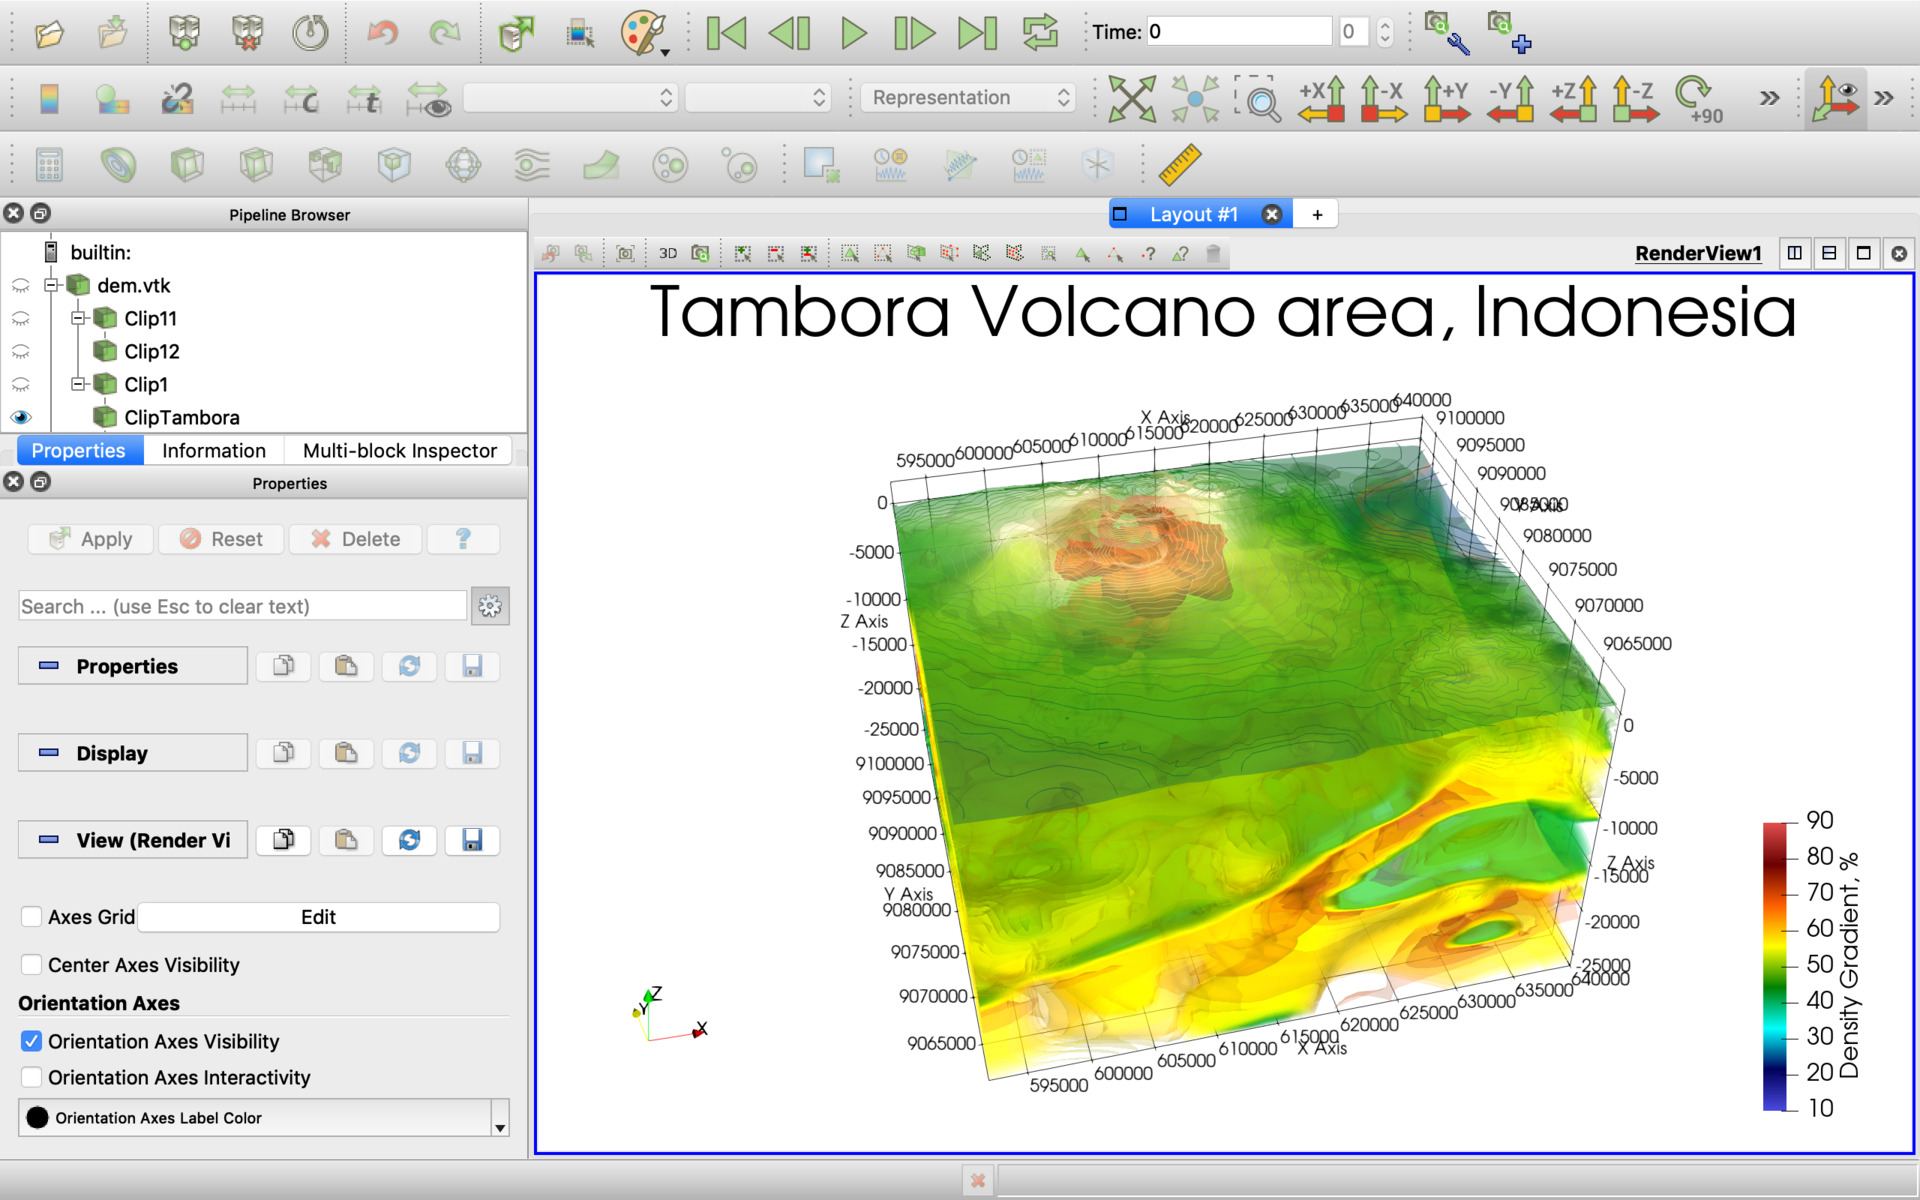 Time: 0
0
Representation
+X
-X
+Y
-Y
+Z
-Z
+90
Pipeline Browser
Layout #1
+
builtin:
dem.vtk
Clip11
Clip12
Clip1
ClipTambora
3D
RenderView1
Properties
Information
Multi-block Inspector
Properties
Apply
Reset
Delete
?
Search ... (use Esc to clear text)
Properties
Display
View (Render Vi
Axes Grid
Edit
Center Axes Visibility
Orientation Axes
Orientation Axes Visibility
Orientation Axes Interactivity
Orientation Axes Label Color
Tambora Volcano area, Indonesia
X Axis
595000
600000
605000
610000
615000
620000
625000
630000
635000
640000
9100000
9095000
9090000
9085000
Y Axis
9080000
9075000
9070000
9065000
0
-5000
-10000
Z Axis
-15000
-20000
-25000
9100000
9095000
9090000
9085000
Y Axis
9080000
9075000
9070000
9065000
0
-5000
-10000
Z Axis
-15000
-20000
-25000
595000
600000
605000
610000
615000
X Axis
620000
625000
630000
635000
640000
Z
Y
X
90
80
70
60
50
40
30
20
10
Density Gradient, %